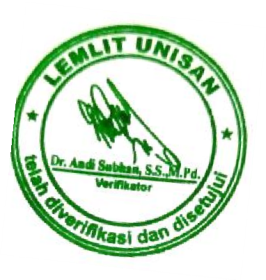 LEMLIT UNISAN
Dr. Andi Subhan, S.S.,M.Pd.
Verifikator
telah diverifikasi dan disetujui